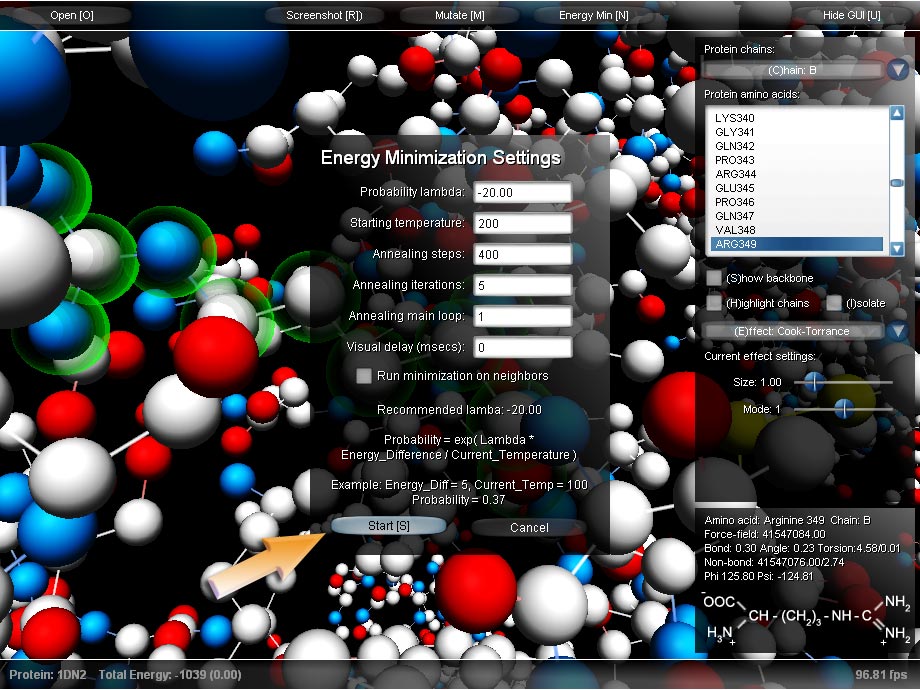 Open [O]
Screenshot [R])
Mutate [M]
Energy Min [N]
Hide GUI [U]
Protein chains:
(C)hain: B
Protein amino acids:
LYS340
GLY341
GLN342
PRO343
ARG344
GLU345
PRO346
GLN347
VAL348
ARG349
(S)how backbone
(H)ighlight chains
(I)solate
(E)ffect: Cook-Torrance
Current effect settings:
Size: 1.00
Mode: 1
Energy Minimization Settings
Probability lambda: -20.00
Starting temperature: 200
Annealing steps: 400
Annealing iterations: 5
Annealing main loop: 1
Visual delay (msecs): 0
Run minimization on neighbors
Recommended lamba: -20.00
Probability = exp( Lambda *
Energy_Difference / Current_Temperature )
Example: Energy_Diff = 5, Current_Temp = 100
Probability = 0.37
Start [S]
Cancel
Amino acid: Arginine 349 Chain: B
Force-field: 41547084.00
Bond: 0.30 Angle: 0.23 Torsion:4.58/0.01
Non-bond: 41547076.00/2.74
Phi 125.80 Psi: -124.81
-OOC
NH2
CH-(CH2)3-NH-C
H3N+
NH2+
Protein: 1DN2 Total Energy: -1039 (0.00)
96.81 fps